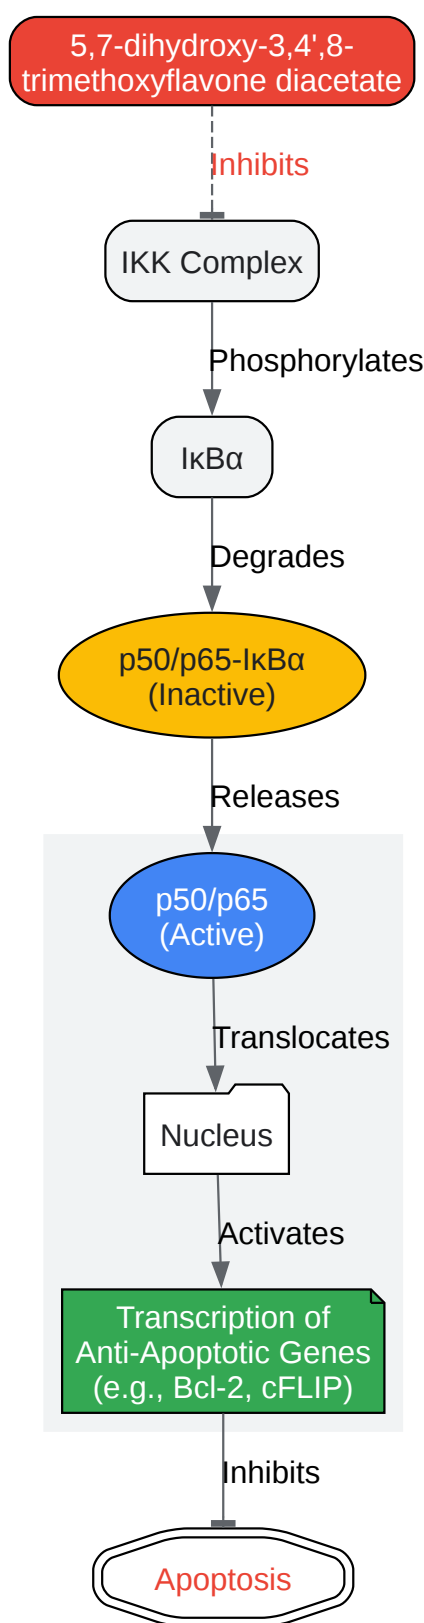 5,7-dihydroxy-3,4',8-
trimethoxyflavone diacetate
Inhibits
IKK Complex
Phosphorylates
IκBα
Degrades
p50/p65-IκBα
(Inactive)
Releases
p50/p65
(Active)
Translocates
Nucleus
Activates
Transcription of
Anti-Apoptotic Genes
(e.g., Bcl-2, cFLIP)
Inhibits
Apoptosis